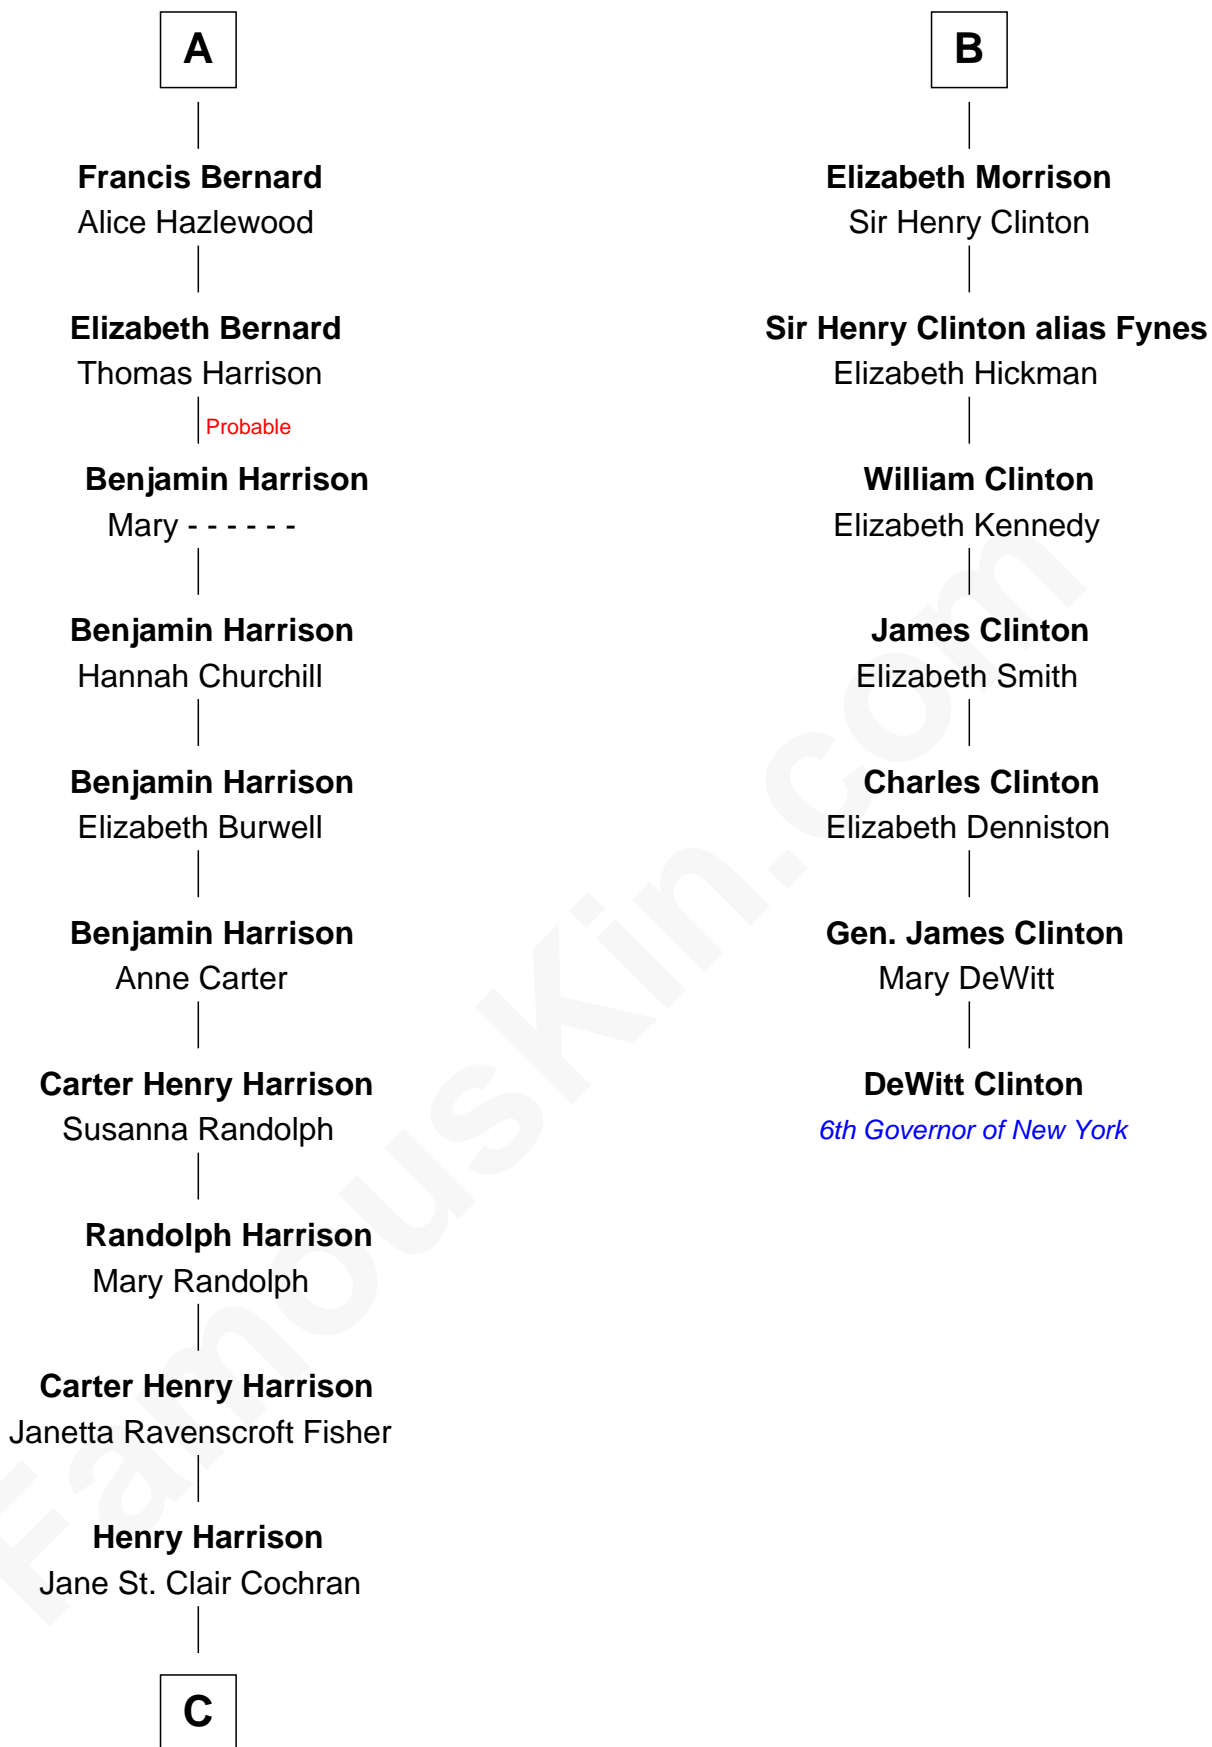 A
Francis Bernard
Alice Hazlewood
Elizabeth Bernard
Thomas Harrison
Probable
Benjamin Harrison
Mary - - - - - -
Benjamin Harrison
Hannah Churchill
Benjamin Harrison
Elizabeth Burwell
Benjamin Harrison
Anne Carter
Carter Henry Harrison
Susanna Randolph
Randolph Harrison
Mary Randolph
Carter Henry Harrison
Janetta Ravenscroft Fisher
Henry Harrison
Jane St. Clair Cochran
C
B
Elizabeth Morrison
Sir Henry Clinton
Sir Henry Clinton alias Fynes
Elizabeth Hickman
William Clinton
Elizabeth Kennedy
James Clinton
Elizabeth Smith
Charles Clinton
Elizabeth Denniston
Gen. James Clinton
Mary DeWitt
DeWitt Clinton
6th Governor of New York
FamousKin.com